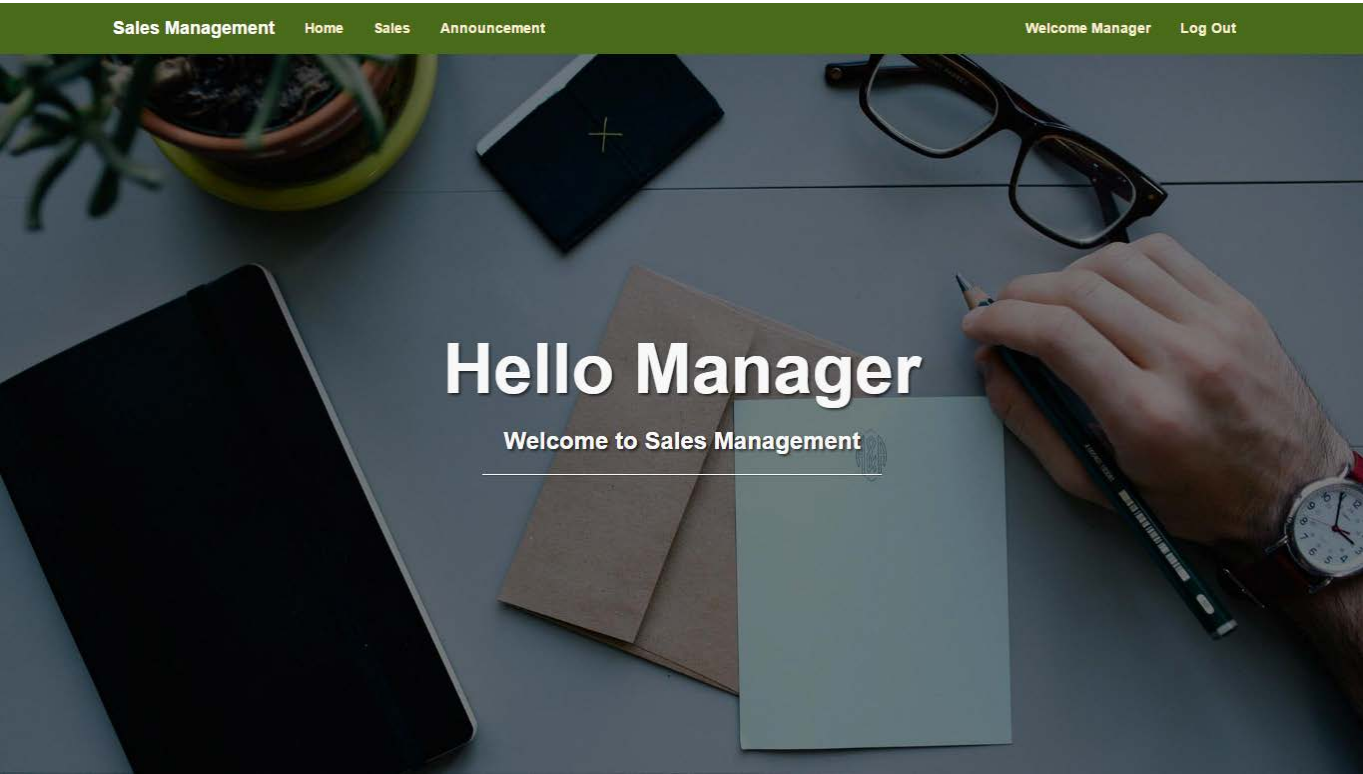 Sales Management Home Sales Announcement Welcome Manager Log Out
Hello Manager
Welcome to Sales Management